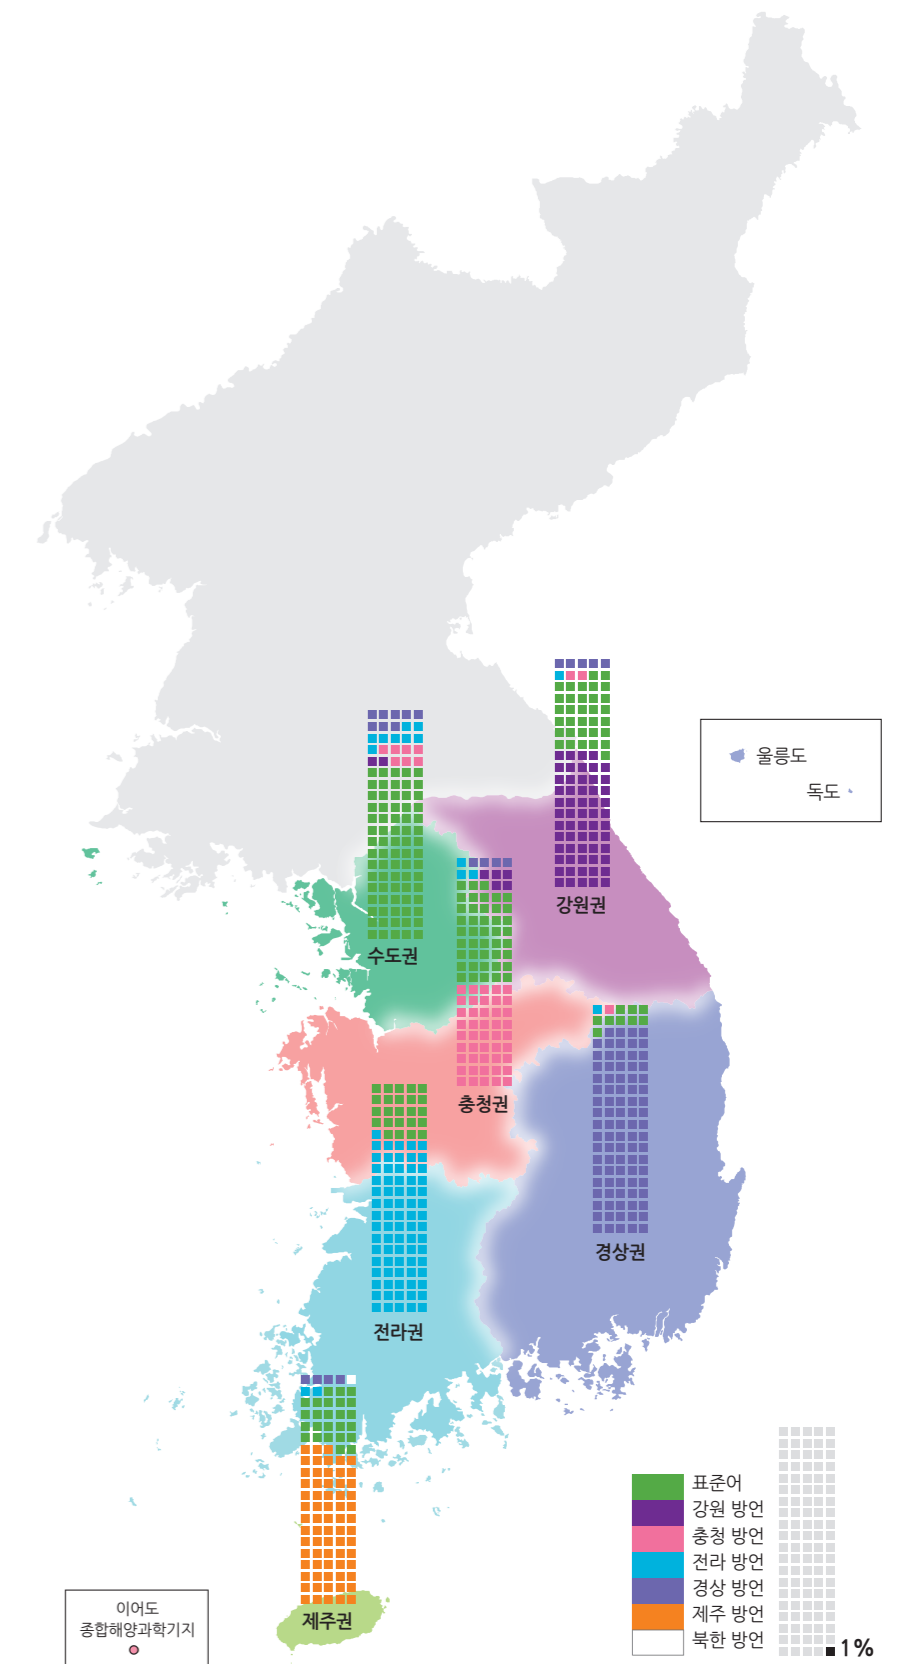 울릉도
독도
강원권
수도권
충청권
경상권
전라권
제주권
이어도
종합해양과학기지
표준어
강원 방언
충청 방언
전라 방언
경상 방언
제주 방언
북한 방언
1%